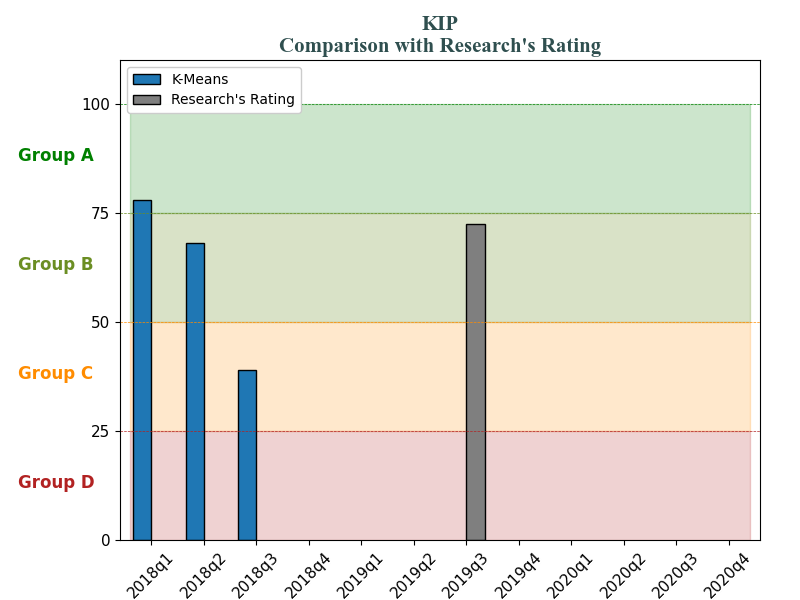 KIP
Comparison with Research's Rating
K-Means
Research's Rating
100
Group A
75
Group B
50
Group C
25
Group D
0
2018q1
2018q2
2018q3
2018q4
2019q1
2019q2
2019q3
2019q4
2020q1
2020q2
2020q3
2020q4